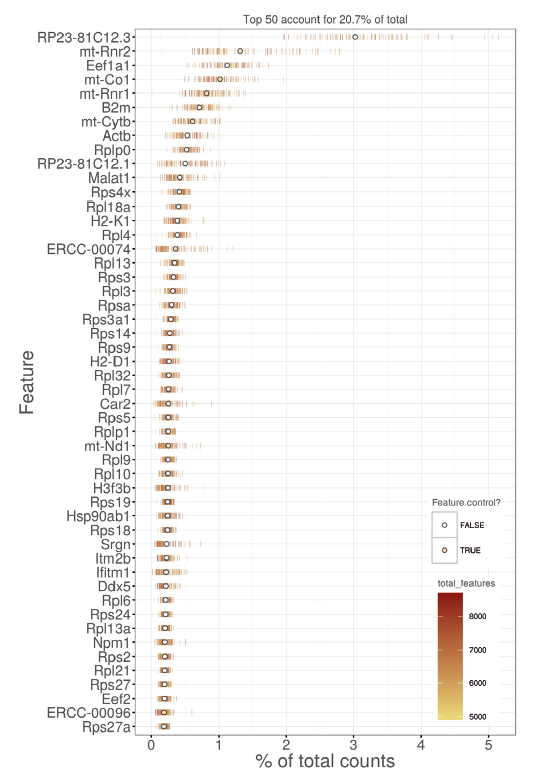 Top 50 account for 20.7% of total
RP23-81C12.3
mt-Rnr2
Eef1a1
mt-Co1
mt-Rnr1
B2m
mt-Cytb
Actb
Rplp0
RP23-81C12.1
Malat1
Rps4x
Rpl18a
H2-K1
Rpl4
ERCC-00074
Rpl13
Rps3
Rpl3
Rpsa
Rps3a1
Rps14
Rps9
H2-D1
Rpl32
Rpl7
Car2
Rps5
Rplp1
mt-Nd1
Rpl9
Rpl10
H3f3b
Rps19
Hsp90ab1
Rps18
Srgn
Itm2b
Ifitm1
Ddx5
Rpl6
Rps24
Rpl13a
Npm1
Rps2
Rpl21
Rps27
Eef2
ERCC-00096
Rps27a
Feature
0 1 2 3 4 5
% of total counts
Feature control?
FALSE
TRUE
total_features
8000
7000
6000
5000